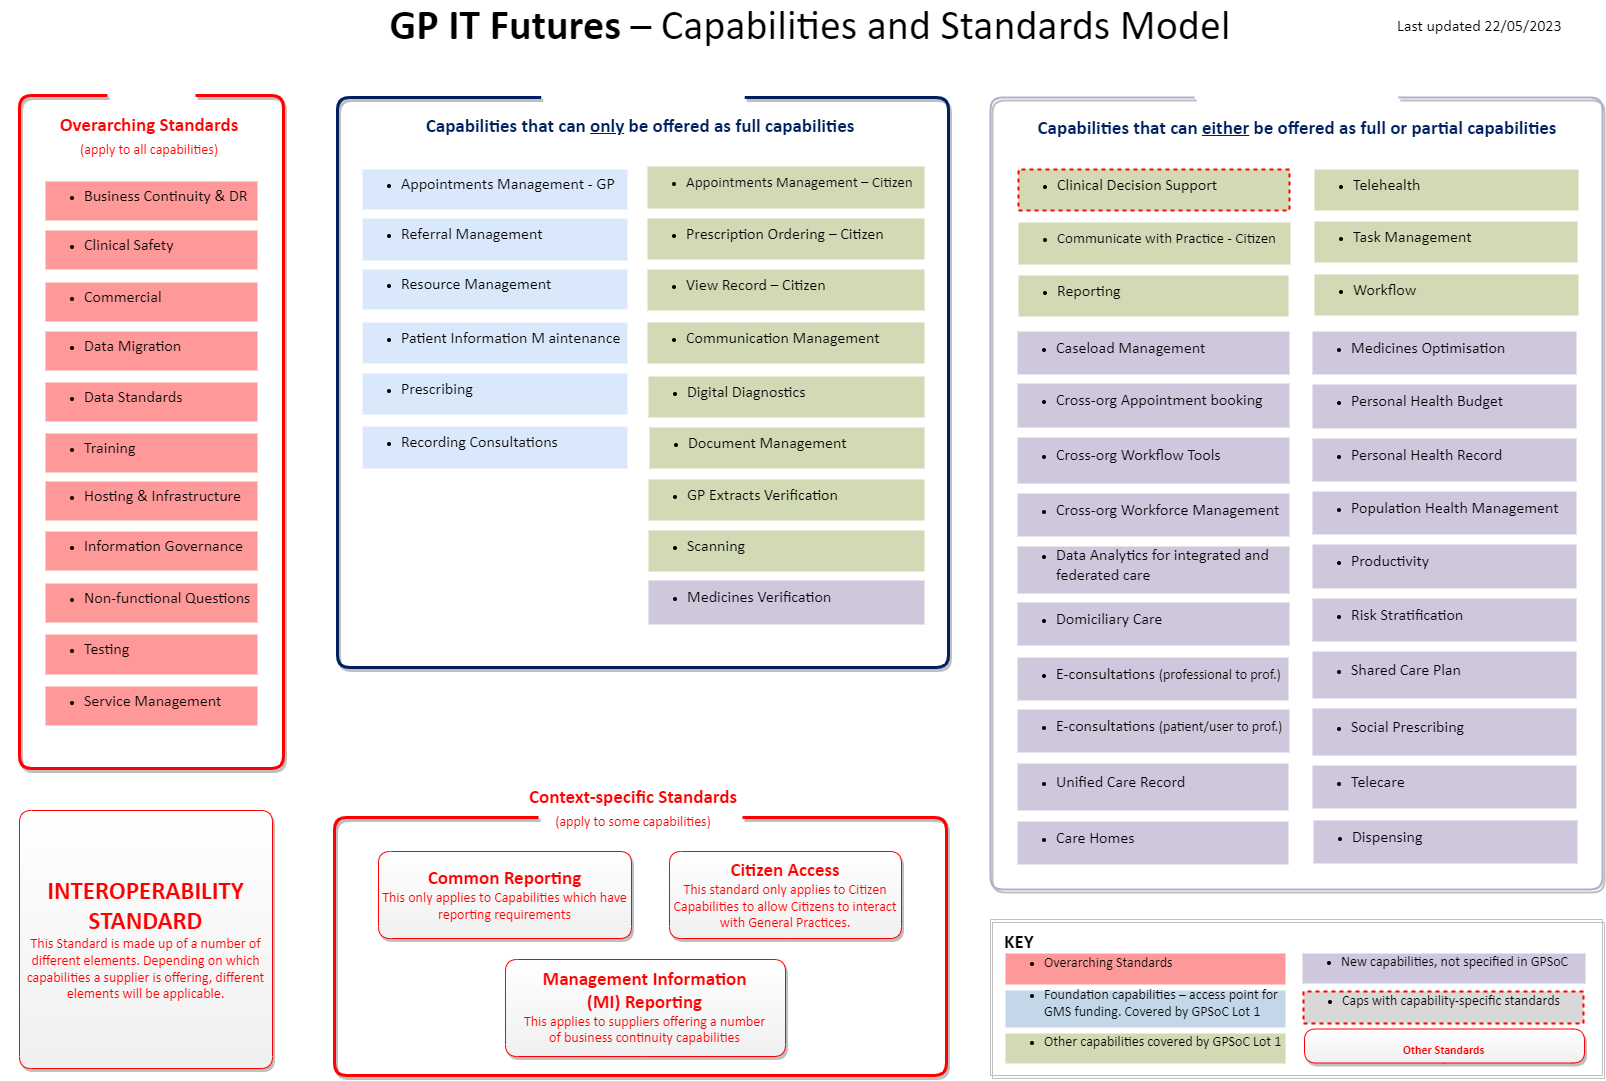 GP IT Futures – Capabilities and Standards Model
Last updated 22/05/2023
Overarching Standards
(apply to all capabilities)
• Business Continuity & DR
• Clinical Safety
• Commercial
• Data Migration
• Data Standards
• Training
• Hosting & Infrastructure
• Information Governance
• Non-functional Questions
• Testing
• Service Management
INTEROPERABILITY
STANDARD
This Standard is made up of a number of
different elements. Depending on which
capabilities a supplier is offering, different
elements will be applicable.
Capabilities that can only be offered as full capabilities
• Appointments Management - GP
• Referral Management
• Resource Management
• Patient Information M aintenance
• Prescribing
• Recording Consultations
• Appointments Management – Citizen
• Prescription Ordering – Citizen
• View Record – Citizen
• Communication Management
• Digital Diagnostics
• Document Management
• GP Extracts Verification
• Scanning
• Medicines Verification
Context-specific Standards
(apply to some capabilities)
Common Reporting
This only applies to Capabilities which have
reporting requirements
Citizen Access
This standard only applies to Citizen
Capabilities to allow Citizens to interact
with General Practices.
Management Information
(MI) Reporting
This applies to suppliers offering a number
of business continuity capabilities
Capabilities that can either be offered as full or partial capabilities
• Clinical Decision Support
• Communicate with Practice - Citizen
• Reporting
• Caseload Management
• Cross-org Appointment booking
• Cross-org Workflow Tools
• Cross-org Workforce Management
• Data Analytics for integrated and
federated care
• Domiciliary Care
• E-consultations (professional to prof.)
• E-consultations (patient/user to prof.)
• Unified Care Record
• Care Homes
• Telehealth
• Task Management
• Workflow
• Medicines Optimisation
• Personal Health Budget
• Personal Health Record
• Population Health Management
• Productivity
• Risk Stratification
• Shared Care Plan
• Social Prescribing
• Telecare
• Dispensing
KEY
• Overarching Standards
• Foundation capabilities – access point for
GMS funding. Covered by GPSoC Lot 1
• Other capabilities covered by GPSoC Lot 1
• New capabilities, not specified in GPSoC
• Caps with capability-specific standards
Other Standards